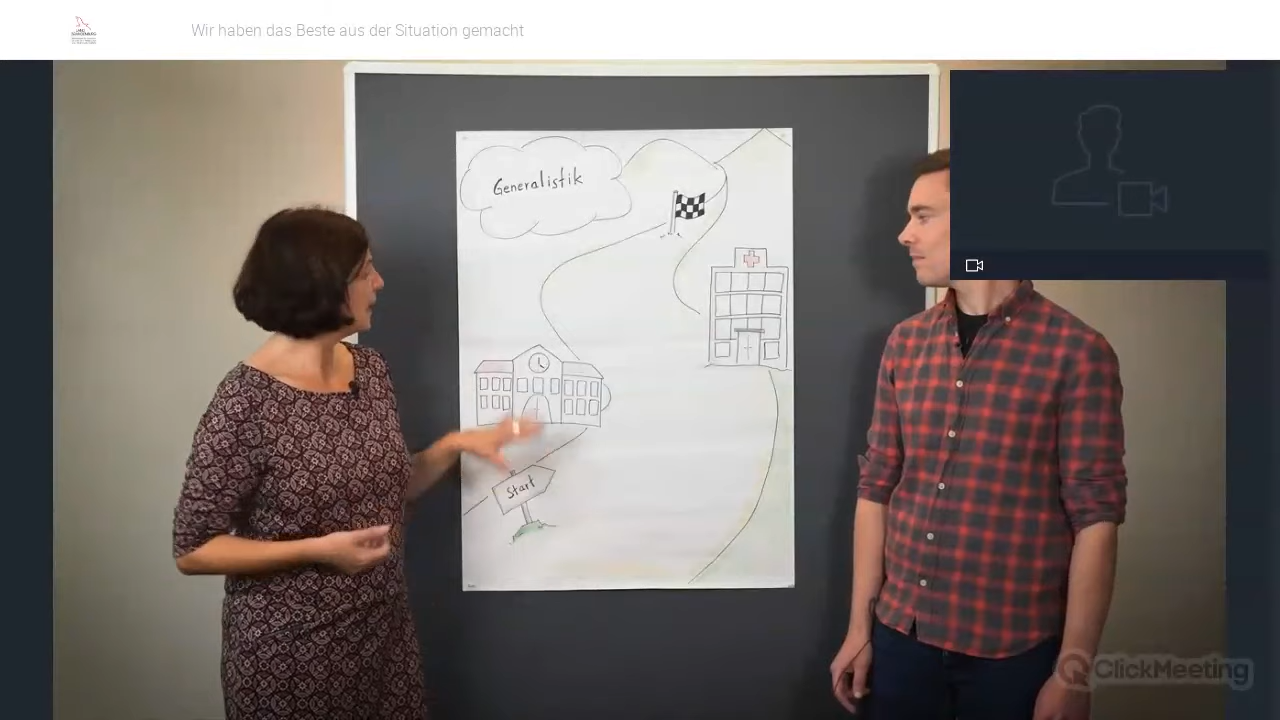 Wir haben das Beste aus der Situation gemacht
Generalistik
Start
ClickMeeting